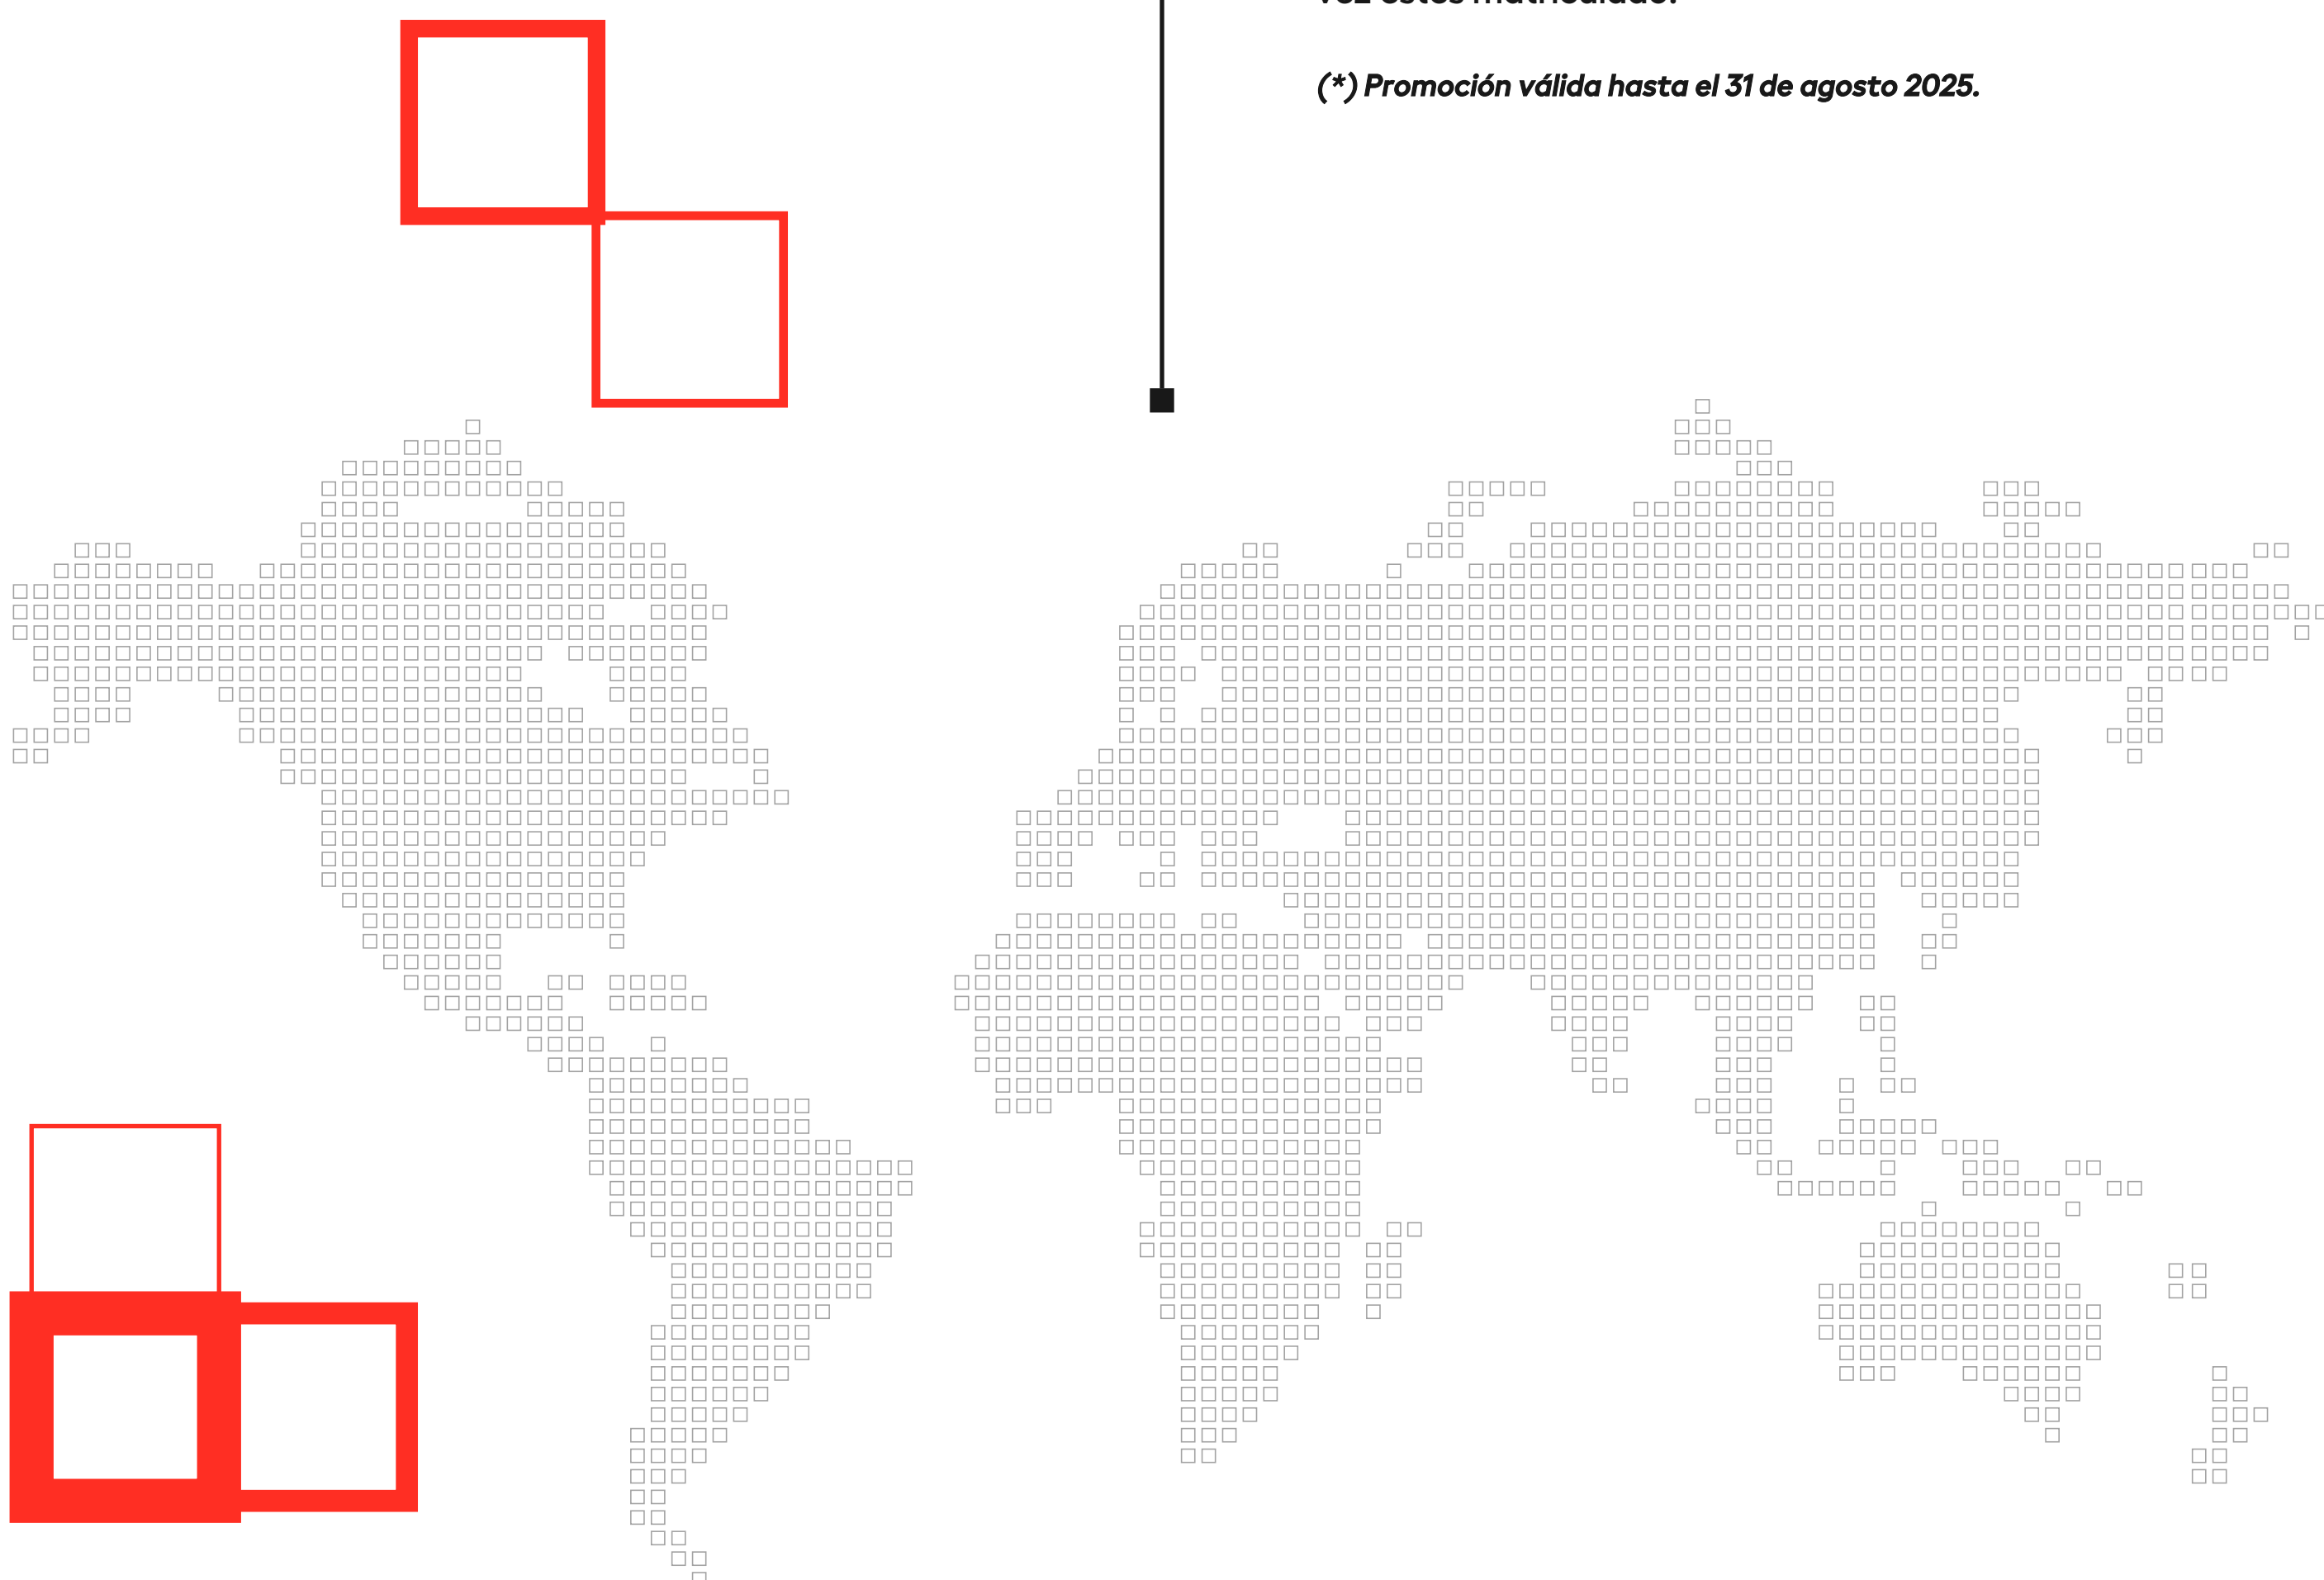 (*) Promoción válida hasta el 31 de agosto 2025.